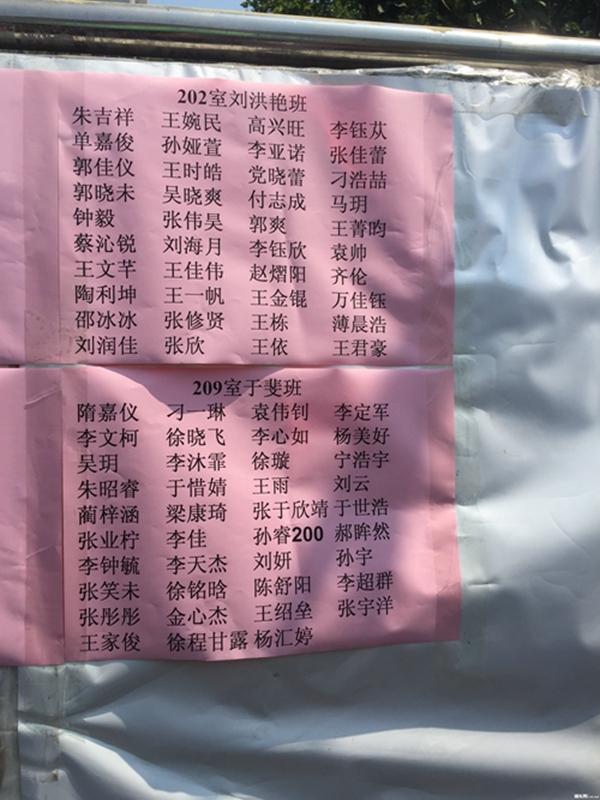 202室刘洪艳班
朱吉祥 王婉民 高兴旺 李钰苁
单嘉俊 孙娅萱 李亚诺 张佳蕾
郭佳仪 王时皓 党晓蕾 刁浩喆
郭晓未 吴晓爽 付志成 马玥
钟毅 张伟昊 郭爽 王菁昀
蔡沁锐 刘海月 李钰欣 袁帅
王文芊 王佳伟 赵熠阳 齐伦
陶利坤 王一帆 王金锟 万佳钰
邵冰冰 张修贤 王栋 薄晨浩
刘润佳 张欣 王依 王君豪
209室于斐班
隋嘉仪 刁一琳 袁伟钊 李定军
李文柯 徐晓飞 李心如 杨美好
吴玥 李沐霏 徐璇 宁浩宇
朱昭睿 于惜婧 王雨 刘云
蔺梓涵 梁康琦 张于欣靖 于世浩
张业柠 李佳 孙睿200 郝眸然
李钟毓 李天杰 刘妍 孙宇
张笑未 徐铭晗 陈舒阳 李超群
张彤彤 金心杰 王绍垒 张宇洋
王家俊 徐程甘露 杨汇婷